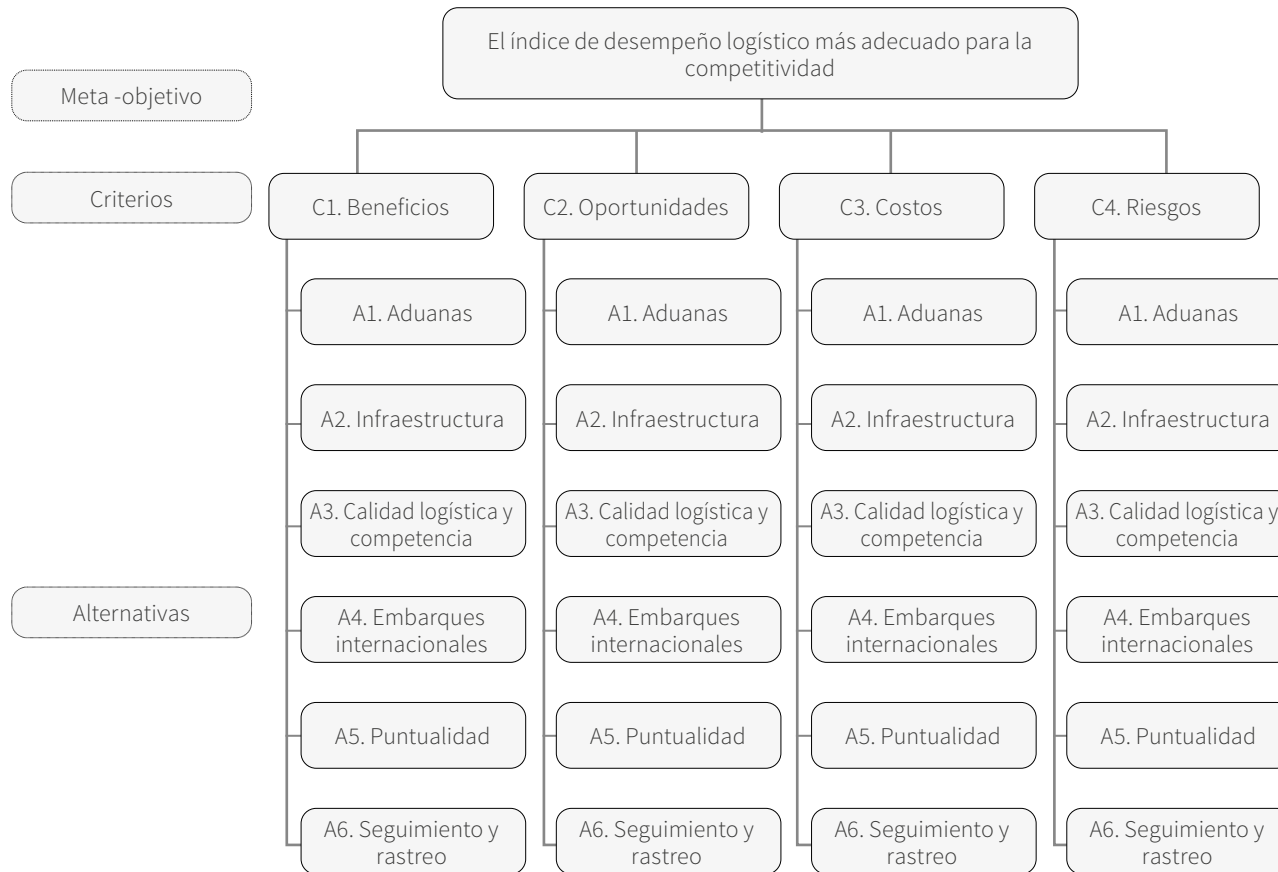 El índice de desempeño logístico más adecuado para la
competitividad
Meta -objetivo
Criterios
C1. Beneficios
C2. Oportunidades
C3. Costos
C4. Riesgos
A1. Aduanas
A1. Aduanas
A1. Aduanas
A1. Aduanas
A2. Infraestructura
A2. Infraestructura
A2. Infraestructura
A2. Infraestructura
A3. Calidad logística y
competencia
A3. Calidad logística y
competencia
A3. Calidad logística y
competencia
A3. Calidad logística y
competencia
Alternativas
A4. Embarques
internacionales
A4. Embarques
internacionales
A4. Embarques
internacionales
A4. Embarques
internacionales
A5. Puntualidad
A5. Puntualidad
A5. Puntualidad
A5. Puntualidad
A6. Seguimiento y
rastreo
A6. Seguimiento y
rastreo
A6. Seguimiento y
rastreo
A6. Seguimiento y
rastreo